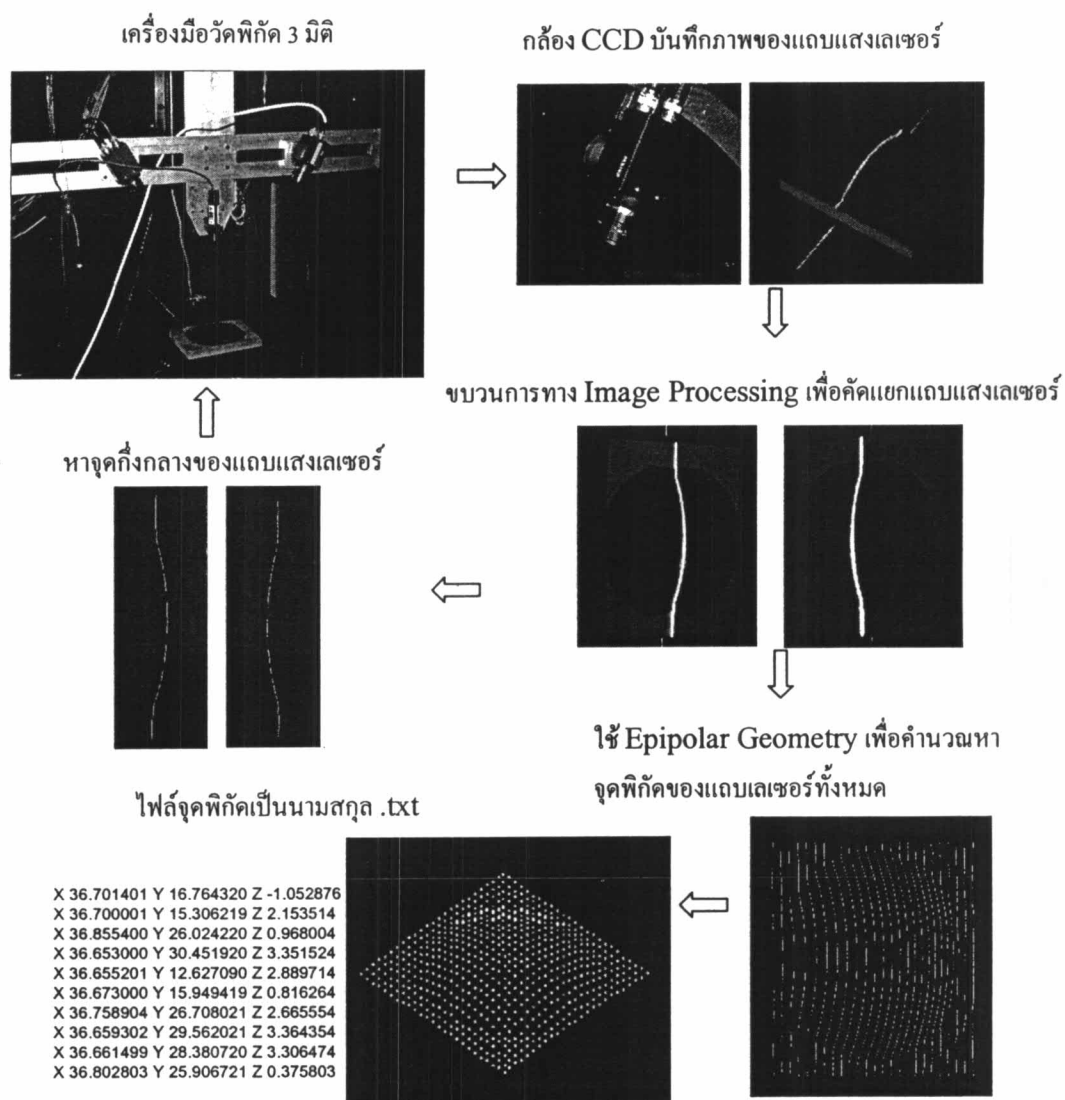 เครื่องมือวัดพิกัด 3 มิติ
กล้อง CCD บันทึกภาพของแถบแสงเลเซอร์
ขบวนการทาง Image Processing เพื่อคัดแยกแถบแสงเลเซอร์
หาจุดกึ่งกลางของแถบแสงเลเซอร์
ใช้ Epipolar Geometry เพื่อคำนวณหา
จุดพิกัดของแถบเลเซอร์ทั้งหมด
ไฟล์จุดพิกัดเป็นนามสกุล .txt
X 36.701401 Y 16.764320 Z -1.052876
X 36.700001 Y 15.306219 Z 2.153514
X 36.855400 Y 26.024220 Z 0.968004
X 36.653000 Y 30.451920 Z 3.351524
X 36.655201 Y 12.627090 Z 2.889714
X 36.673000 Y 15.949419 Z 0.816264
X 36.758904 Y 26.708021 Z 2.665554
X 36.659302 Y 29.562021 Z 3.364354
X 36.661499 Y 28.380720 Z 3.306474
X 36.802803 Y 25.906721 Z 0.375803